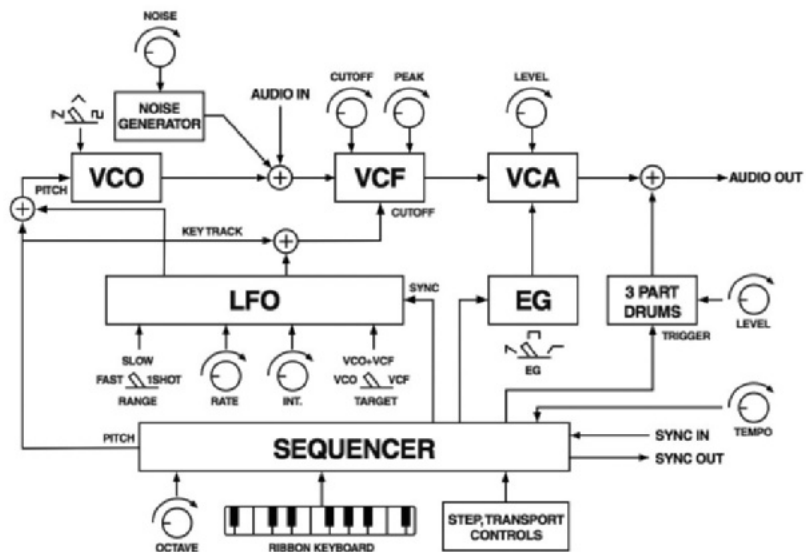 NOISE
CUTOFF
PEAK
LEVEL
NOISE
GENERATOR
AUDIO IN
VCO
VCF
VCA
AUDIO OUT
PITCH
CUTOFF
KEY TRACK
LFO
SYNC
EG
3 PART
DRUMS
LEVEL
TRIGGER
SLOW
FAST
1SHOT
RANGE
RATE
INT.
VCO+VCF
VCO
VCF
TARGET
EG
TEMPO
PITCH
SEQUENCER
SYNC IN
SYNC OUT
OCTAVE
RIBBON KEYBOARD
STEP, TRANSPORT
CONTROLS